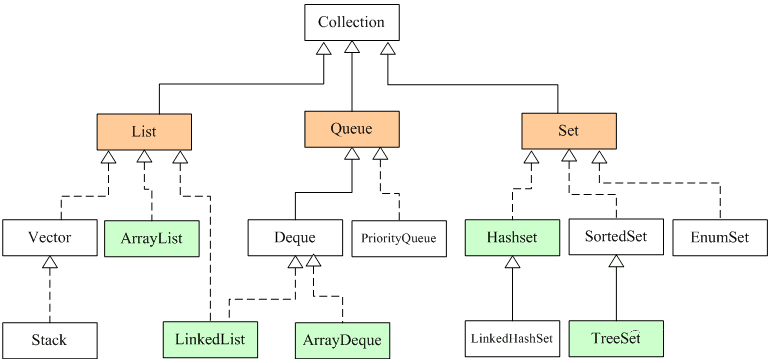 Collection
List
Queue
Set
Vector
ArrayList
Deque
PriorityQueue
Hashset
SortedSet
EnumSet
Stack
LinkedList
ArrayDeque
LinkedHashSet
TreeSet